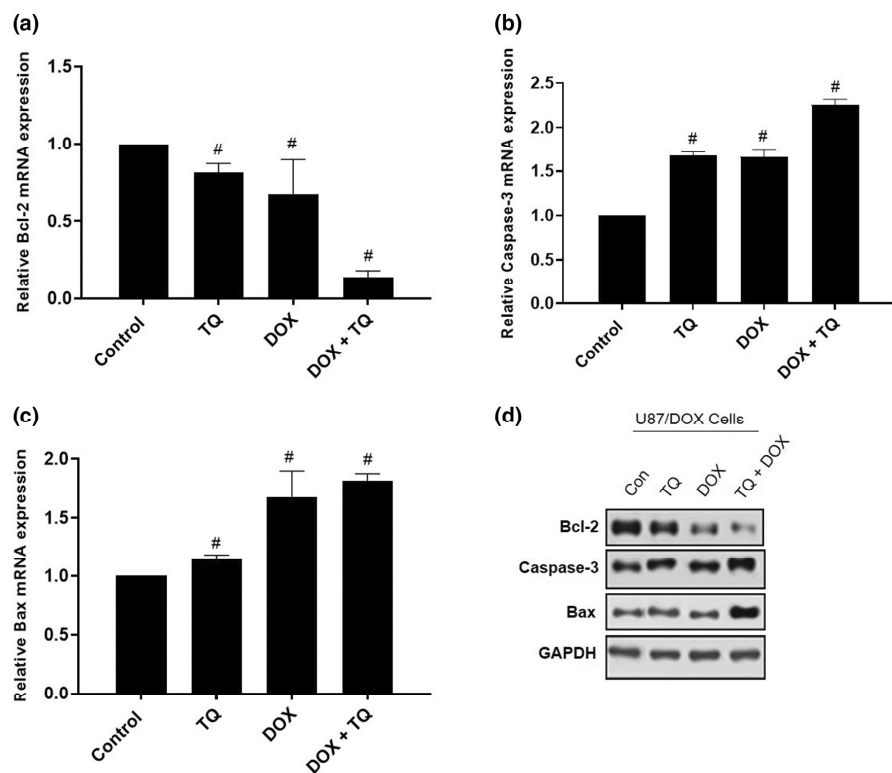 (a)
Relative Bcl-2 mRNA expression
1.5
1.0
0.5
0.0
#
#
#
Control
TQ
DOX
DOX + TQ
(b)
Relative Caspase-3 mRNA expression
2.5
2.0
1.5
1.0
0.5
0.0
#
#
#
Control
TQ
DOX
DOX + TQ
(c)
Relative Bax mRNA expression
2.0
1.5
1.0
0.5
0.0
#
#
#
Control
TQ
DOX
DOX + TQ
(d)
U87/DOX Cells
Con
TQ
DOX
TQ + DOX
Bcl-2
Caspase-3
Bax
GAPDH